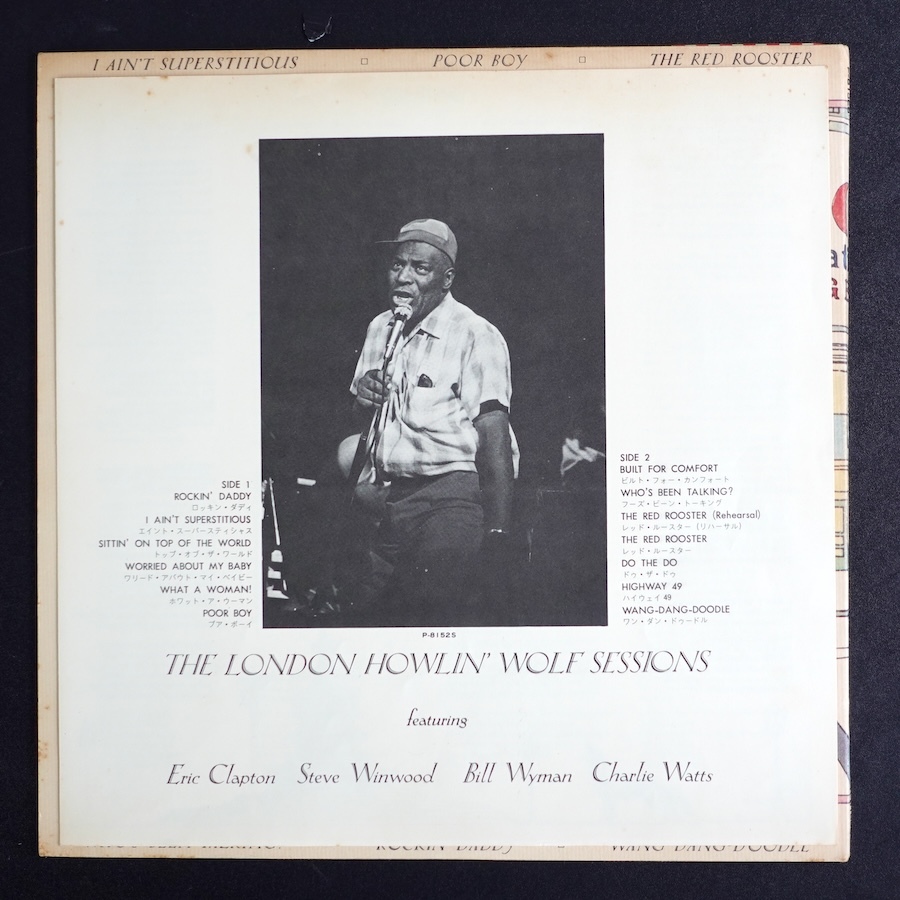 I AIN'T SUPERSTITIOUS □ POOR BOY □ THE RED ROOSTER
SIDE 1
ROCKIN' DADDY
ロッキン・ダディ
I AIN'T SUPERSTITIOUS
エイント・スーパースティシャス
SITTIN' ON TOP OF THE WORLD
トップ・オブ・ザ・ワールド
WORRIED ABOUT MY BABY
ワリード・アバウト・マイ・ベイビー
WHAT A WOMAN!
ホワット・ア・ウーマン
POOR BOY
プア・ボーイ
SIDE 2
BUILT FOR COMFORT
ビルト・フォー・カンフォート
WHO'S BEEN TALKING?
フーズ・ビーン・トーキング
THE RED ROOSTER (Rehearsal)
レッド・ルースター (リハーサル)
THE RED ROOSTER
レッド・ルースター
DO THE DO
ドゥ・ザ・ドゥ
HIGHWAY 49
ハイウェイ 49
WANG-DANG-DOODLE
ワン・ダン・ドゥードル
P-8152S
THE LONDON HOWLIN' WOLF SESSIONS
featuring
Eric Clapton Steve Winwood Bill Wyman Charlie Watts
ROCKIN' DADDY □ WANG DANG DOODLE